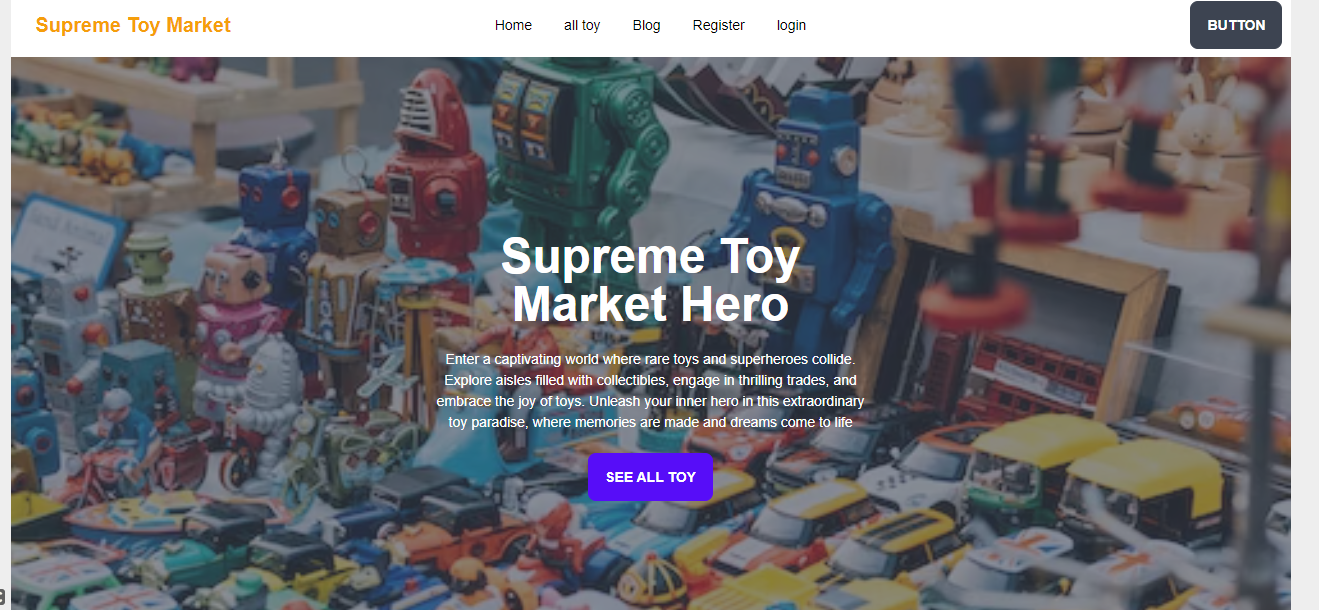 Supreme Toy Market
Home all toy Blog Register login
BUTTON
Supreme Toy
Market Hero
Enter a captivating world where rare toys and superheroes collide.
Explore aisles filled with collectibles, engage in thrilling trades, and
embrace the joy of toys. Unleash your inner hero in this extraordinary
toy paradise, where memories are made and dreams come to life
SEE ALL TOY